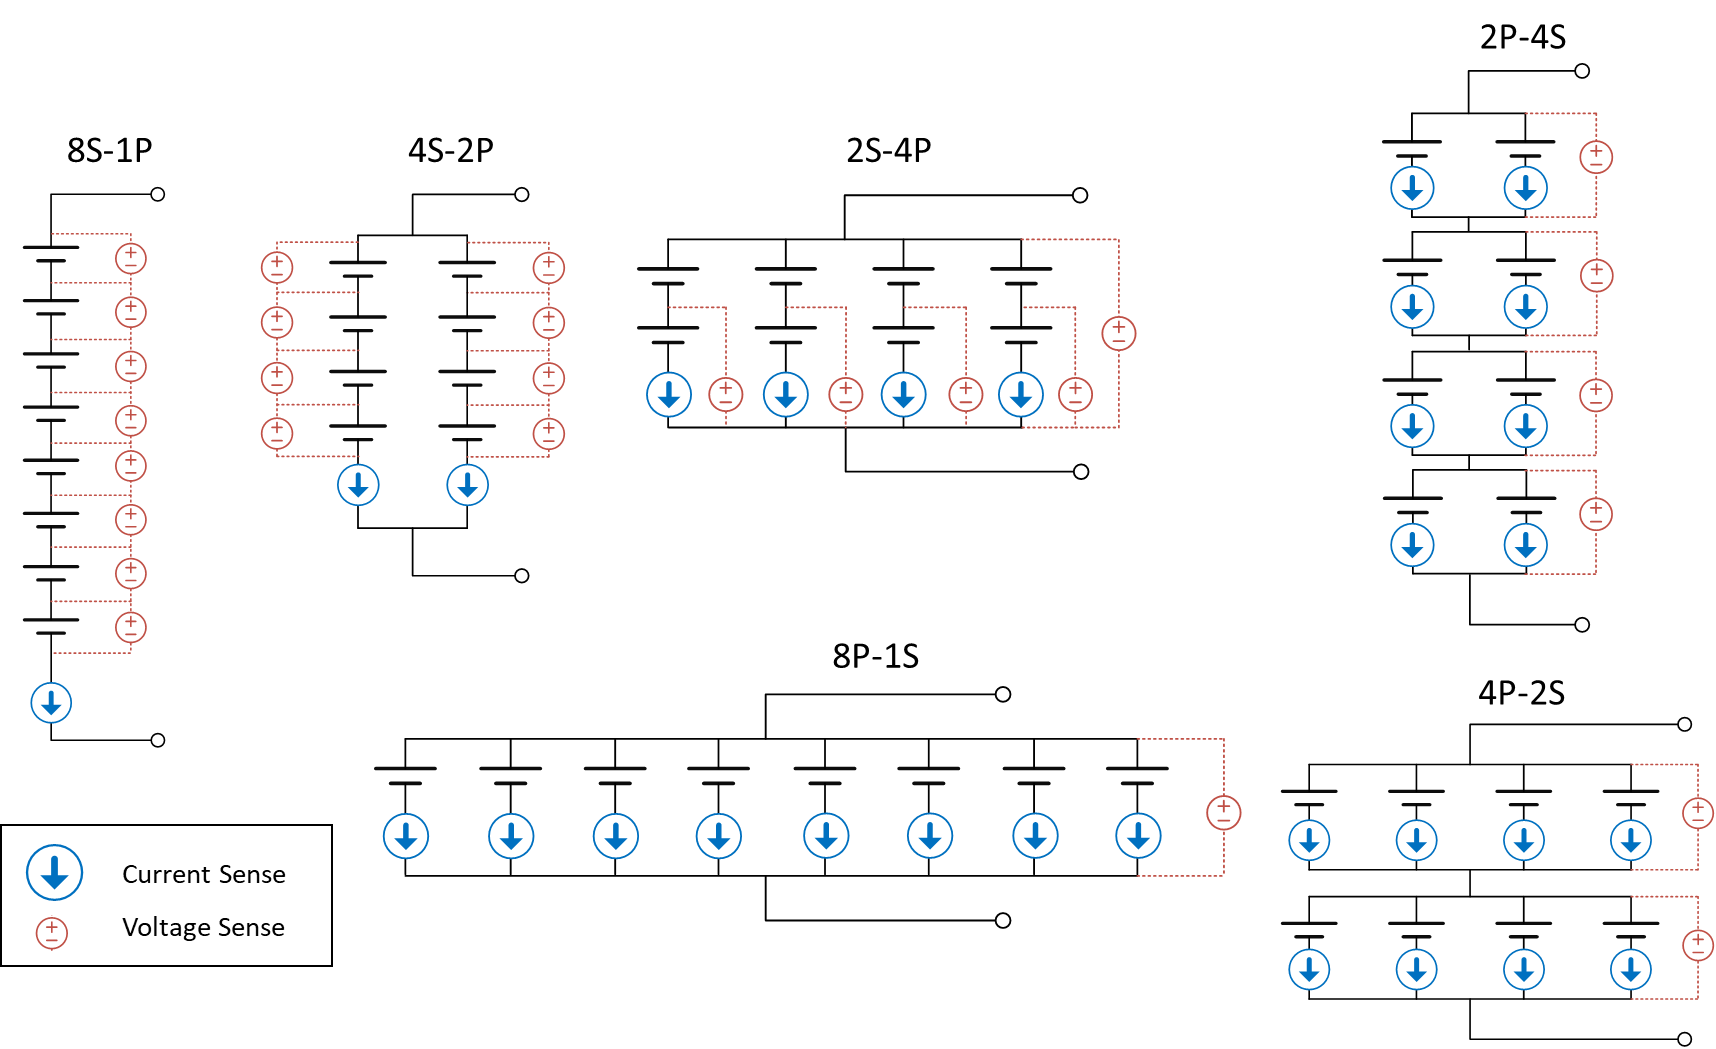 2P-4S
8S-1P
4S-2P
2S-4P
8P-1S
4P-2S
Current Sense
Voltage Sense